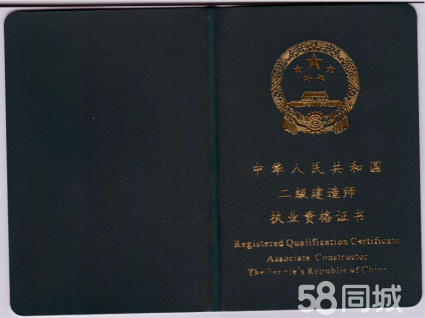 中华人民共和国
二级建造师
执业资格证书
Registered Qualification Certificate
Associate Constructor
The People's Republic of China
58同城